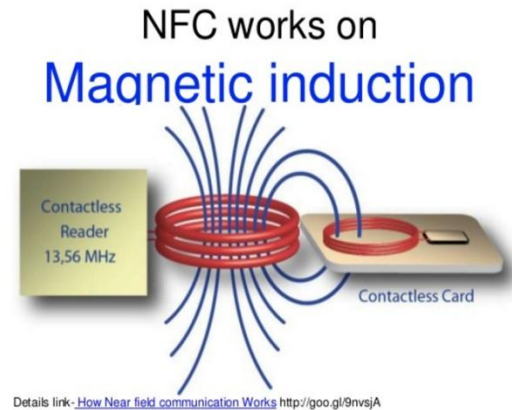 NFC works on
Magnetic induction
Contactless
Reader
13,56 MHz
Contactless Card
Details link- How Near field communication Works http://goo.gl/9nvsjA